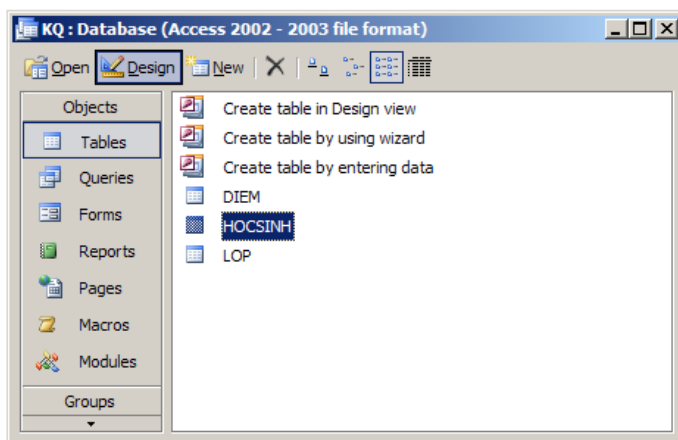 KQ : Database (Access 2002 - 2003 file format)
Open Design New
Objects
Tables
Queries
Forms
Reports
Pages
Macros
Modules
Groups
Create table in Design view
Create table by using wizard
Create table by entering data
DIEM
HOCSINH
LOP